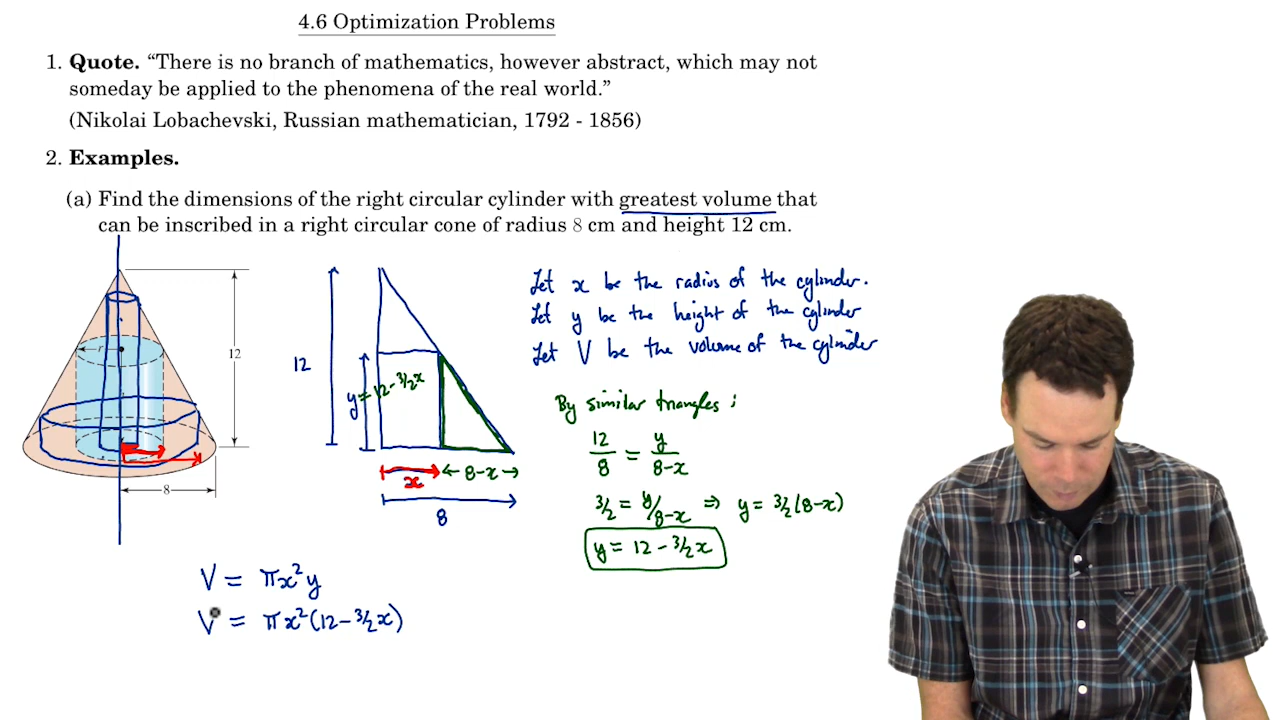 4.6 Optimization Problems
1. Quote. “There is no branch of mathematics, however abstract, which may not
someday be applied to the phenomena of the real world.”
(Nikolai Lobachevski, Russian mathematician, 1792 - 1856)
2. Examples.
(a) Find the dimensions of the right circular cylinder with greatest volume that
can be inscribed in a right circular cone of radius 8 cm and height 12 cm.
r
12
8
12
y = 12 - 3/2x
x
8-x
8
Let x be the radius of the cylinder.
Let y be the height of the cylinder
Let V be the volume of the cylinder
By similar triangles :
12/8 = y/8-x
3/2 = y/8-x ⇒ y = 3/2(8-x)
y = 12 - 3/2x
V = πx²y
V = πx²(12 - 3/2x)